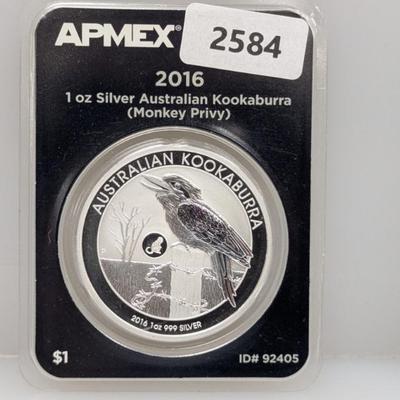 APMEX
2584
2016
1 oz Silver Australian Kookaburra
(Monkey Privy)
AUSTRALIAN KOOKABURRA
P
2016 1oz 999 SILVER
$1
ID# 92405